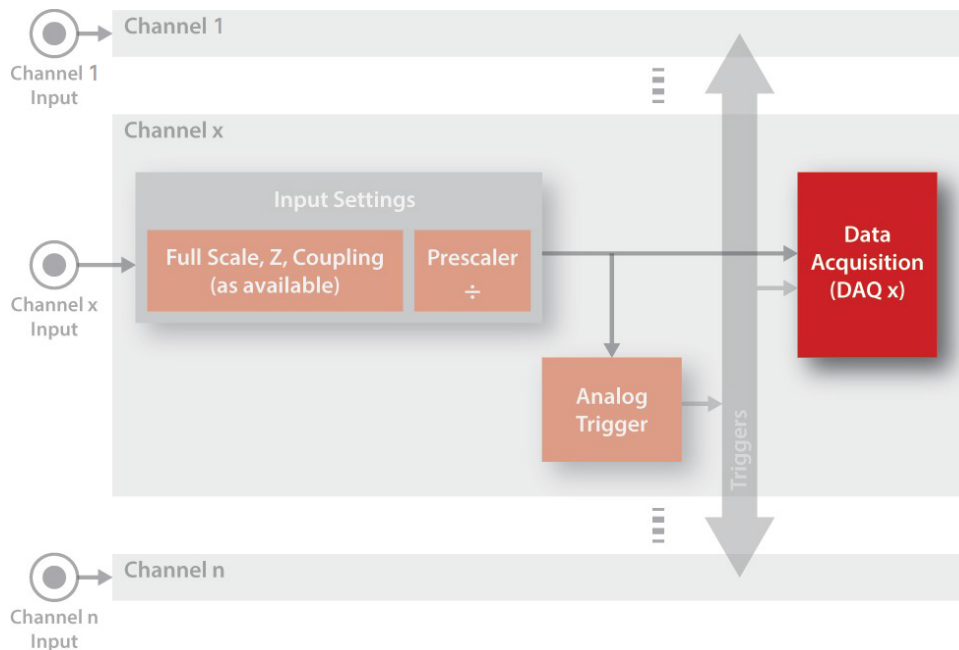 Channel 1
Channel 1
Input
Channel x
Input Settings
Full Scale, Z, Coupling
(as available)
Prescaler
÷
Data
Acquisition
(DAQ x)
Channel x
Input
Analog
Trigger
Triggers
Channel n
Channel n
Input